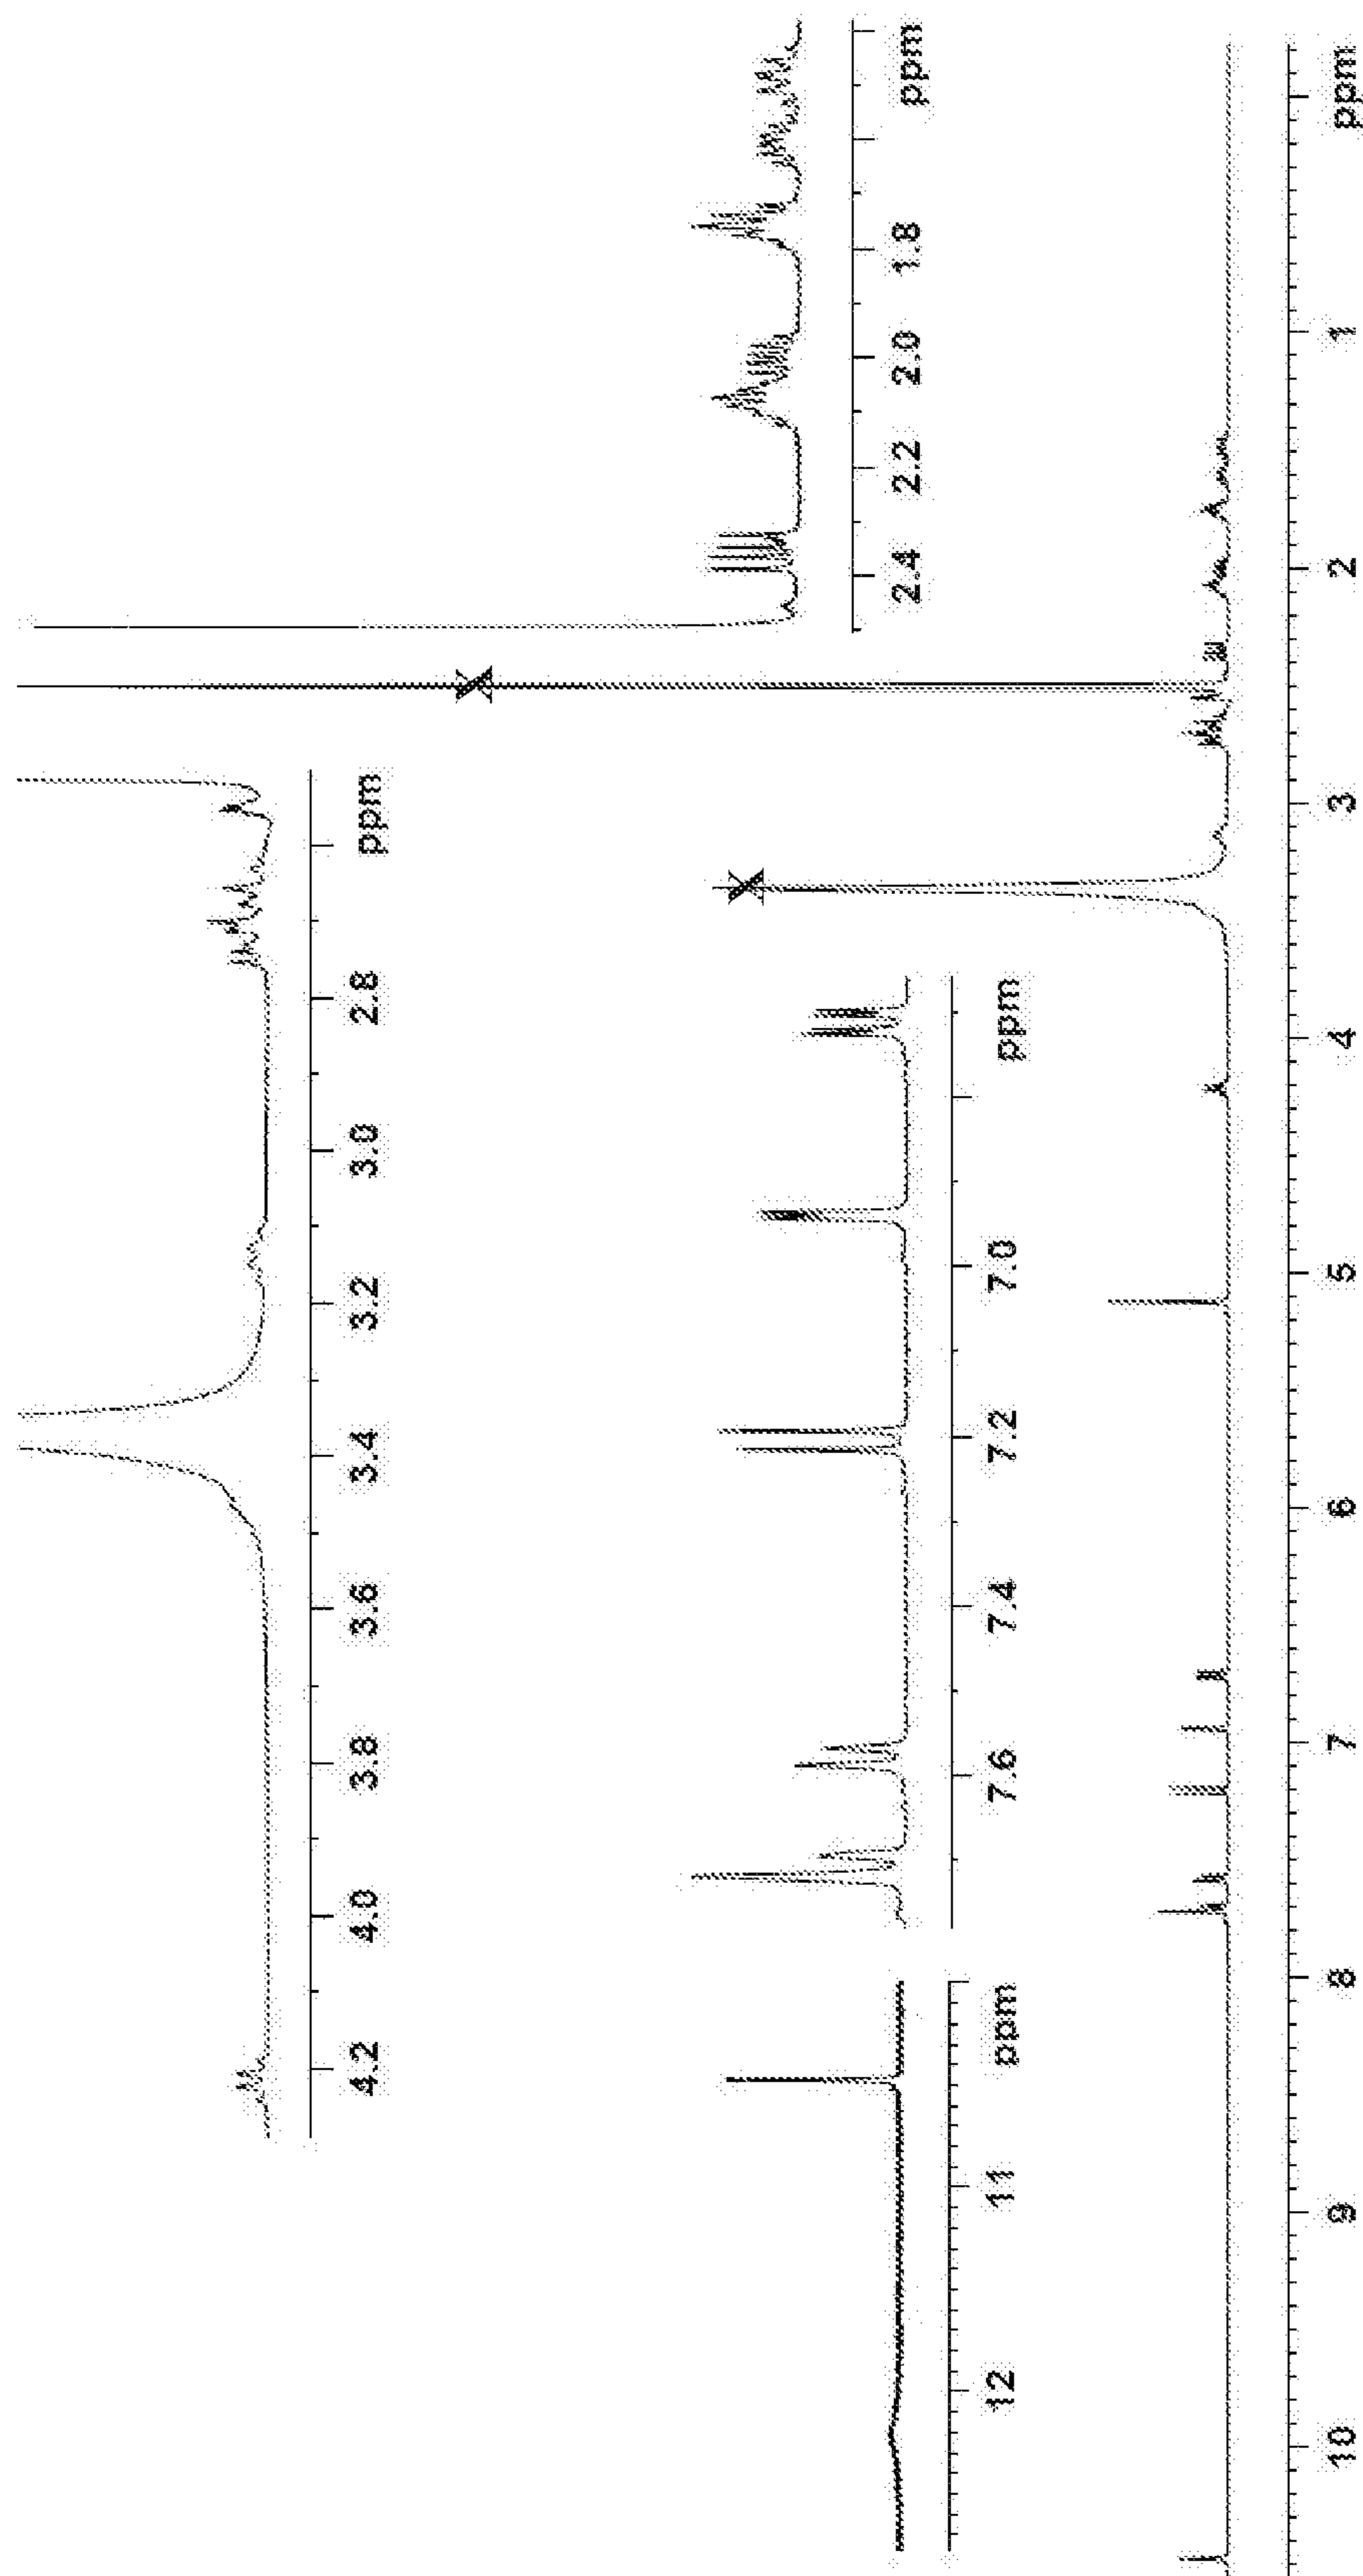 2.4 2.2 2.0 1.8 ppm
4.2 4.0 3.8 3.6 3.4 3.2 3.0 2.8 ppm
7.6 7.4 7.2 7.0 ppm
12 11 ppm
10 9 8 7 6 5 4 3 2 1 ppm